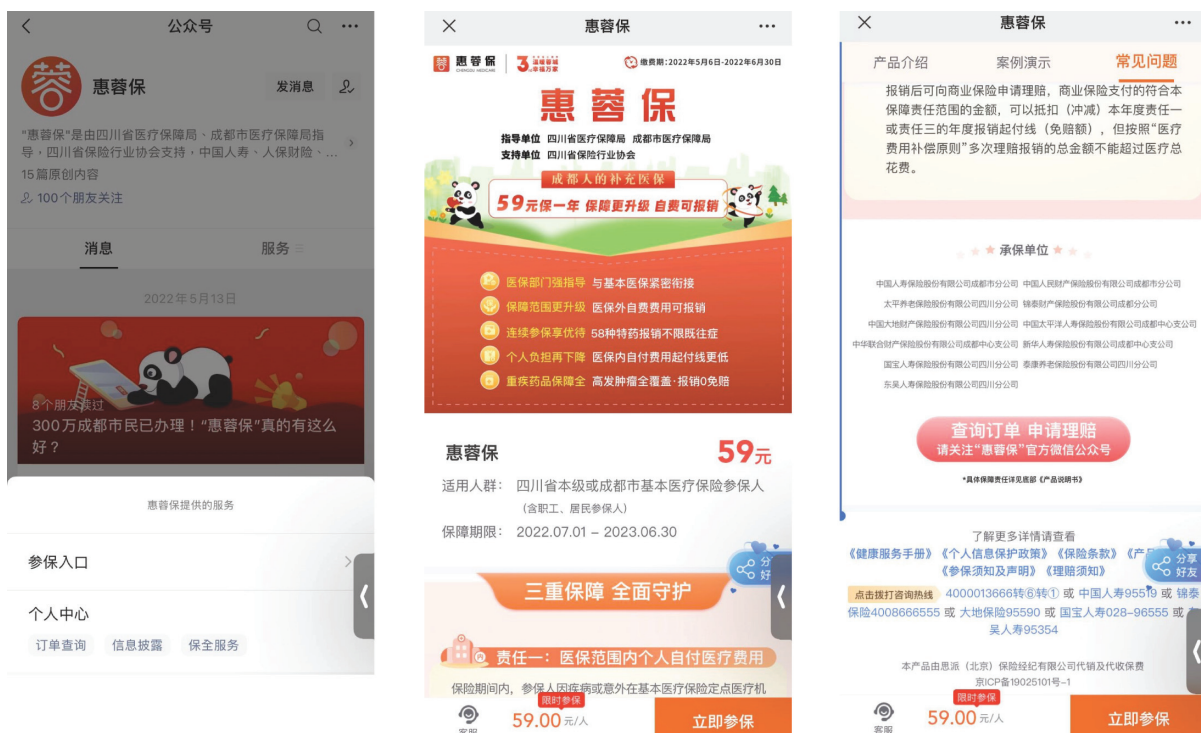 公众号
惠蓉保
发消息
"惠蓉保"是由四川省医疗保障局、成都市医疗保障局指
导，四川省保险行业协会支持，中国人寿、人保财险、...
15篇原创内容
100个朋友关注
消息
服务
2022年5月13日
8个朋友读过
300万成都市民已办理！“惠蓉保”真的有这么
好？
惠蓉保提供的服务
参保入口
个人中心
订单查询 信息披露 保全服务
惠蓉保
蓉 惠蓉保
CHENGDU MEDICARE
温暖蓉城
幸福万家
缴费期:2022年5月6日-2022年6月30日
惠蓉保
指导单位 四川省医疗保障局 成都市医疗保障局
支持单位 四川省保险行业协会
成都人的补充医保
59元保一年 保障更升级 自费可报销
医保部门强指导 与基本医保紧密衔接
保障范围更升级 医保外自费费用可报销
连续参保享优待 58种特药报销不限既往症
个人负担再下降 医保内自付费用起付线更低
重疾药品保障全 高发肿瘤全覆盖·报销0免赔
惠蓉保
59元
适用人群： 四川省本级或成都市基本医疗保险参保人
（含职工、居民参保人）
保障期限： 2022.07.01 – 2023.06.30
分
好
三重保障 全面守护
责任一：医保范围内个人自付医疗费用
保险期间内，参保人因疾病或意外在基本医疗保险定点医疗机
限时参保
客服
59.00 元/人
立即参保
惠蓉保
产品介绍 案例演示 常见问题
报销后可向商业保险申请理赔，商业保险支付的符合本
保障责任范围的金额，可以抵扣（冲减）本年度责任一
或责任三的年度报销起付线（免赔额），但按照“医疗
费用补偿原则”多次理赔报销的总金额不能超过医疗总
花费。
承保单位
中国人寿保险股份有限公司成都市分公司 中国人民财产保险股份有限公司成都市分公司
太平养老保险股份有限公司四川分公司 锦泰财产保险股份有限公司成都分公司
中国大地财产保险股份有限公司四川分公司 中国太平洋人寿保险股份有限公司成都中心支公司
中华联合财产保险股份有限公司成都中心支公司 新华人寿保险股份有限公司成都中心支公司
国宝人寿保险股份有限公司四川分公司 泰康养老保险股份有限公司四川分公司
东吴人寿保险股份有限公司四川分公司
查询订单 申请理赔
请关注“惠蓉保”官方微信公众号
*具体保障责任详见底部《产品说明书》
了解更多详情请查看
《健康服务手册》《个人信息保护政策》《保险条款》《产
《参保须知及声明》《理赔须知》
分享
好友
点击拨打咨询热线 4000013666转⑥转① 或 中国人寿95519 或 锦泰
保险4008666555 或 大地保险95590 或 国宝人寿028–96555 或
吴人寿95354
本产品由思派（北京）保险经纪有限公司代销及代收保费
京ICP备19025101号–1
限时参保
客服
59.00 元/人
立即参保